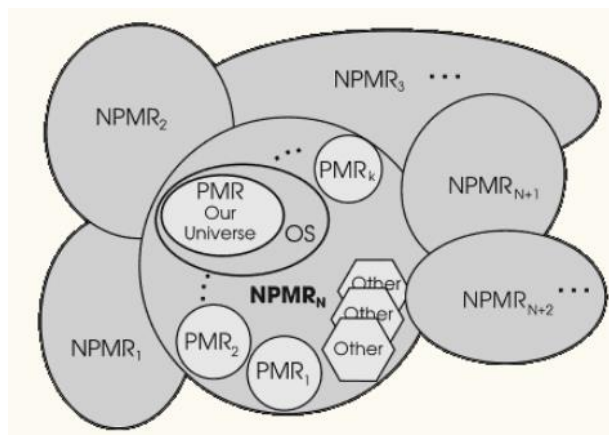 NPMR3 ...
NPMR2
PMRk
...
NPMRN+1
PMR
Our
Universe
OS
NPMRN
Other
Other
Other
NPMRN+2 ...
...
NPMR1
PMR2
PMR1